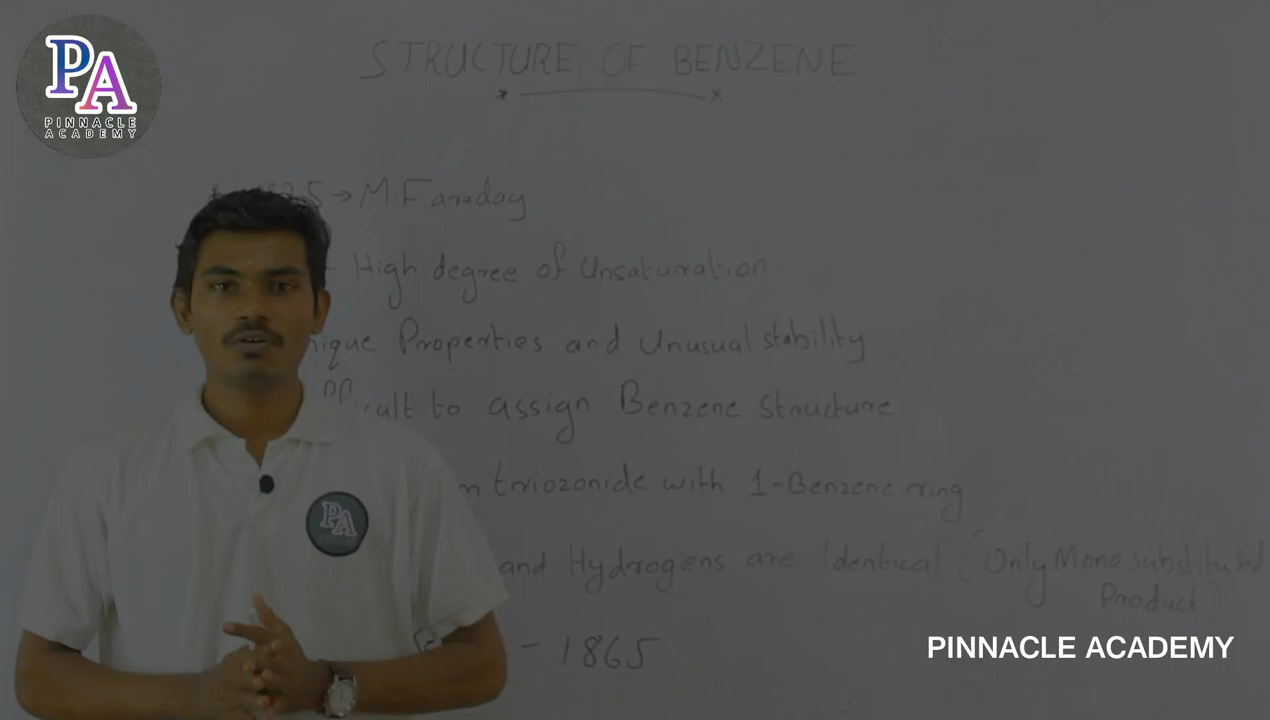 PA
PINNACLE
ACADEMY
STRUCTURE OF BENZENE
→ M.Faraday
High degree of Unsaturation
Properties and Unusual stability
to assign Benzene Structure
triozonide with 1-Benzene ring
and Hydrogens are Identical (Only Mono substituted
Product)
- 1865
PA
PINNACLE ACADEMY